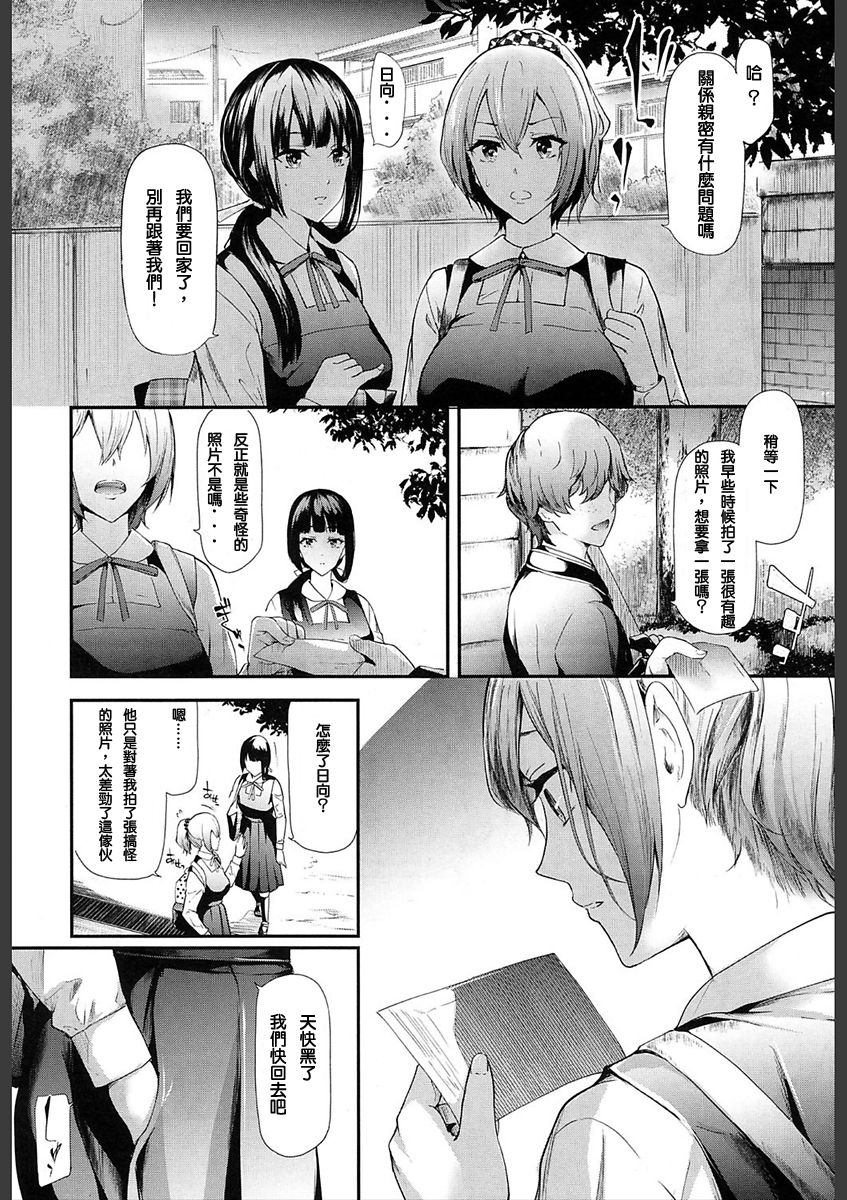 哈？
關係親密有什麼問題嗎
日向．．．
我們要回家了，
別再跟著我們！
稍等一下
我早些時候拍了一張很有趣
的照片，想要拿一張嗎？
反正就是些奇怪的
照片不是嗎．．．
怎麼了日向？
嗯……
他只是對著我拍了張搞怪
的照片，太差勁了這傢伙
天快黑了
我們快回去吧